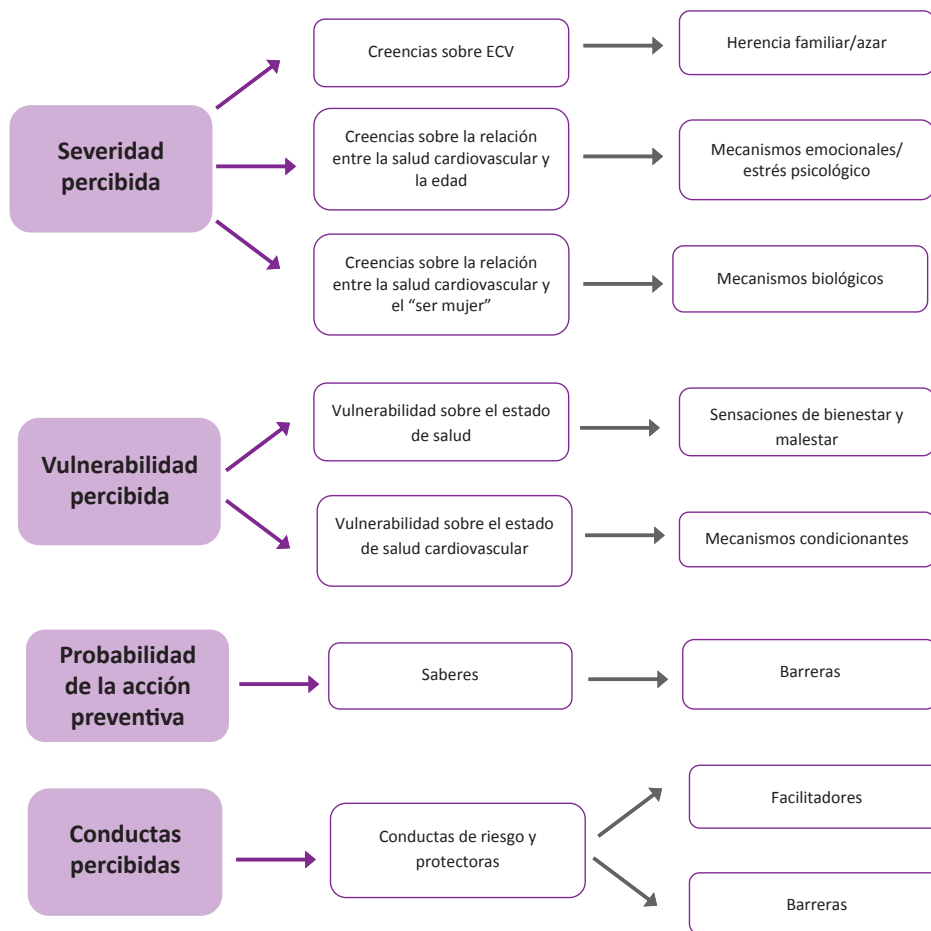 Severidad
percibida
Creencias sobre ECV
Herencia familiar/azar
Creencias sobre la relación
entre la salud cardiovascular y
la edad
Mecanismos emocionales/
estrés psicológico
Creencias sobre la relación
entre la salud cardiovascular y
el “ser mujer”
Mecanismos biológicos
Vulnerabilidad
percibida
Vulnerabilidad sobre el estado
de salud
Sensaciones de bienestar y
malestar
Vulnerabilidad sobre el estado
de salud cardiovascular
Mecanismos condicionantes
Probabilidad
de la acción
preventiva
Saberes
Barreras
Conductas
percibidas
Conductas de riesgo y
protectoras
Facilitadores
Barreras